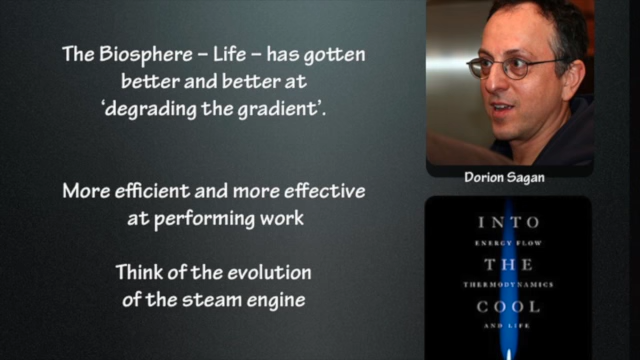 The Biosphere – Life – has gotten
better and better at
‘degrading the gradient’.
More efficient and more effective
at performing work
Think of the evolution
of the steam engine
Dorion Sagan
INTO
ENERGY FLOW
THE
THERMODYNAMICS
COOL
AND LIFE